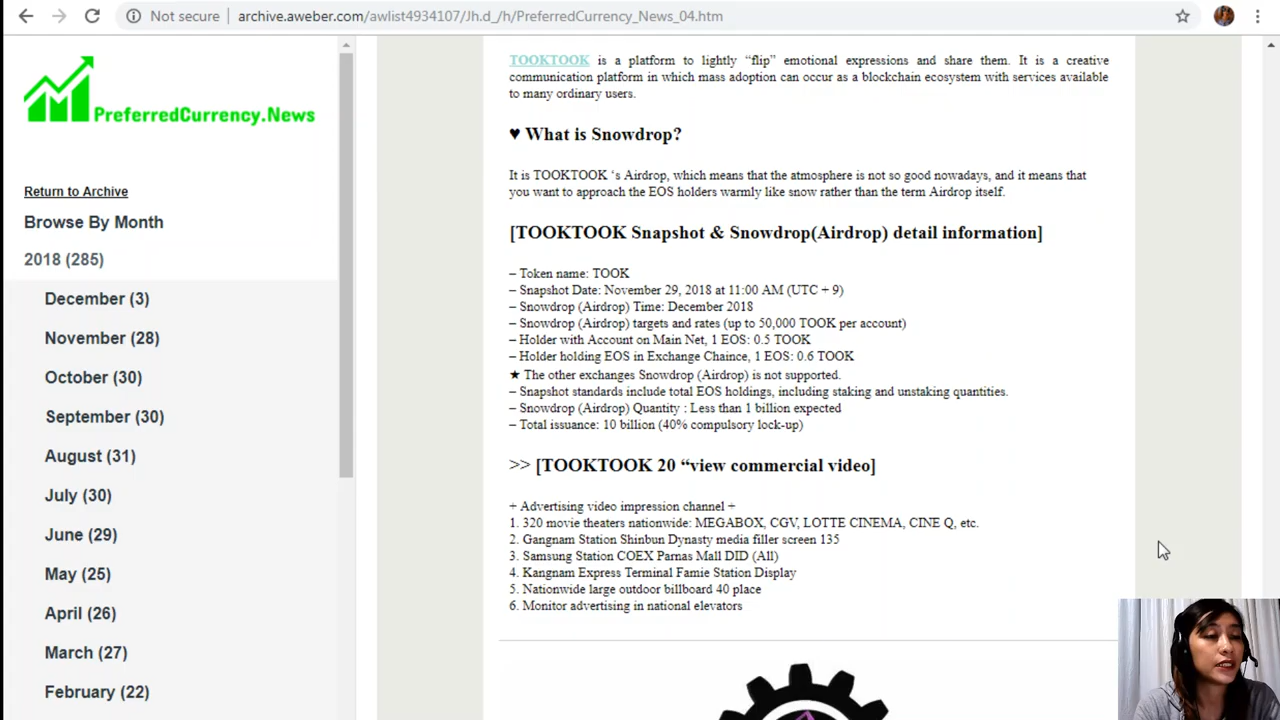 Not secure | archive.aweber.com/awlist4934107/Jh.d_/h/PreferredCurrency_News_04.htm
PreferredCurrency.News
Return to Archive
Browse By Month
2018 (285)
December (3)
November (28)
October (30)
September (30)
August (31)
July (30)
June (29)
May (25)
April (26)
March (27)
February (22)
TOOKTOOK is a platform to lightly “flip” emotional expressions and share them. It is a creative
communication platform in which mass adoption can occur as a blockchain ecosystem with services available
to many ordinary users.
♥ What is Snowdrop?
It is TOOKTOOK ‘s Airdrop, which means that the atmosphere is not so good nowadays, and it means that
you want to approach the EOS holders warmly like snow rather than the term Airdrop itself.
[TOOKTOOK Snapshot & Snowdrop(Airdrop) detail information]
– Token name: TOOK
– Snapshot Date: November 29, 2018 at 11:00 AM (UTC + 9)
– Snowdrop (Airdrop) Time: December 2018
– Snowdrop (Airdrop) targets and rates (up to 50,000 TOOK per account)
– Holder with Account on Main Net, 1 EOS: 0.5 TOOK
– Holder holding EOS in Exchange Chaince, 1 EOS: 0.6 TOOK
★ The other exchanges Snowdrop (Airdrop) is not supported.
– Snapshot standards include total EOS holdings, including staking and unstaking quantities.
– Snowdrop (Airdrop) Quantity : Less than 1 billion expected
– Total issuance: 10 billion (40% compulsory lock-up)
>> [TOOKTOOK 20 “view commercial video]
+ Advertising video impression channel +
1. 320 movie theaters nationwide: MEGABOX, CGV, LOTTE CINEMA, CINE Q, etc.
2. Gangnam Station Shinbun Dynasty media filler screen 135
3. Samsung Station COEX Parnas Mall DID (All)
4. Kangnam Express Terminal Famie Station Display
5. Nationwide large outdoor billboard 40 place
6. Monitor advertising in national elevators